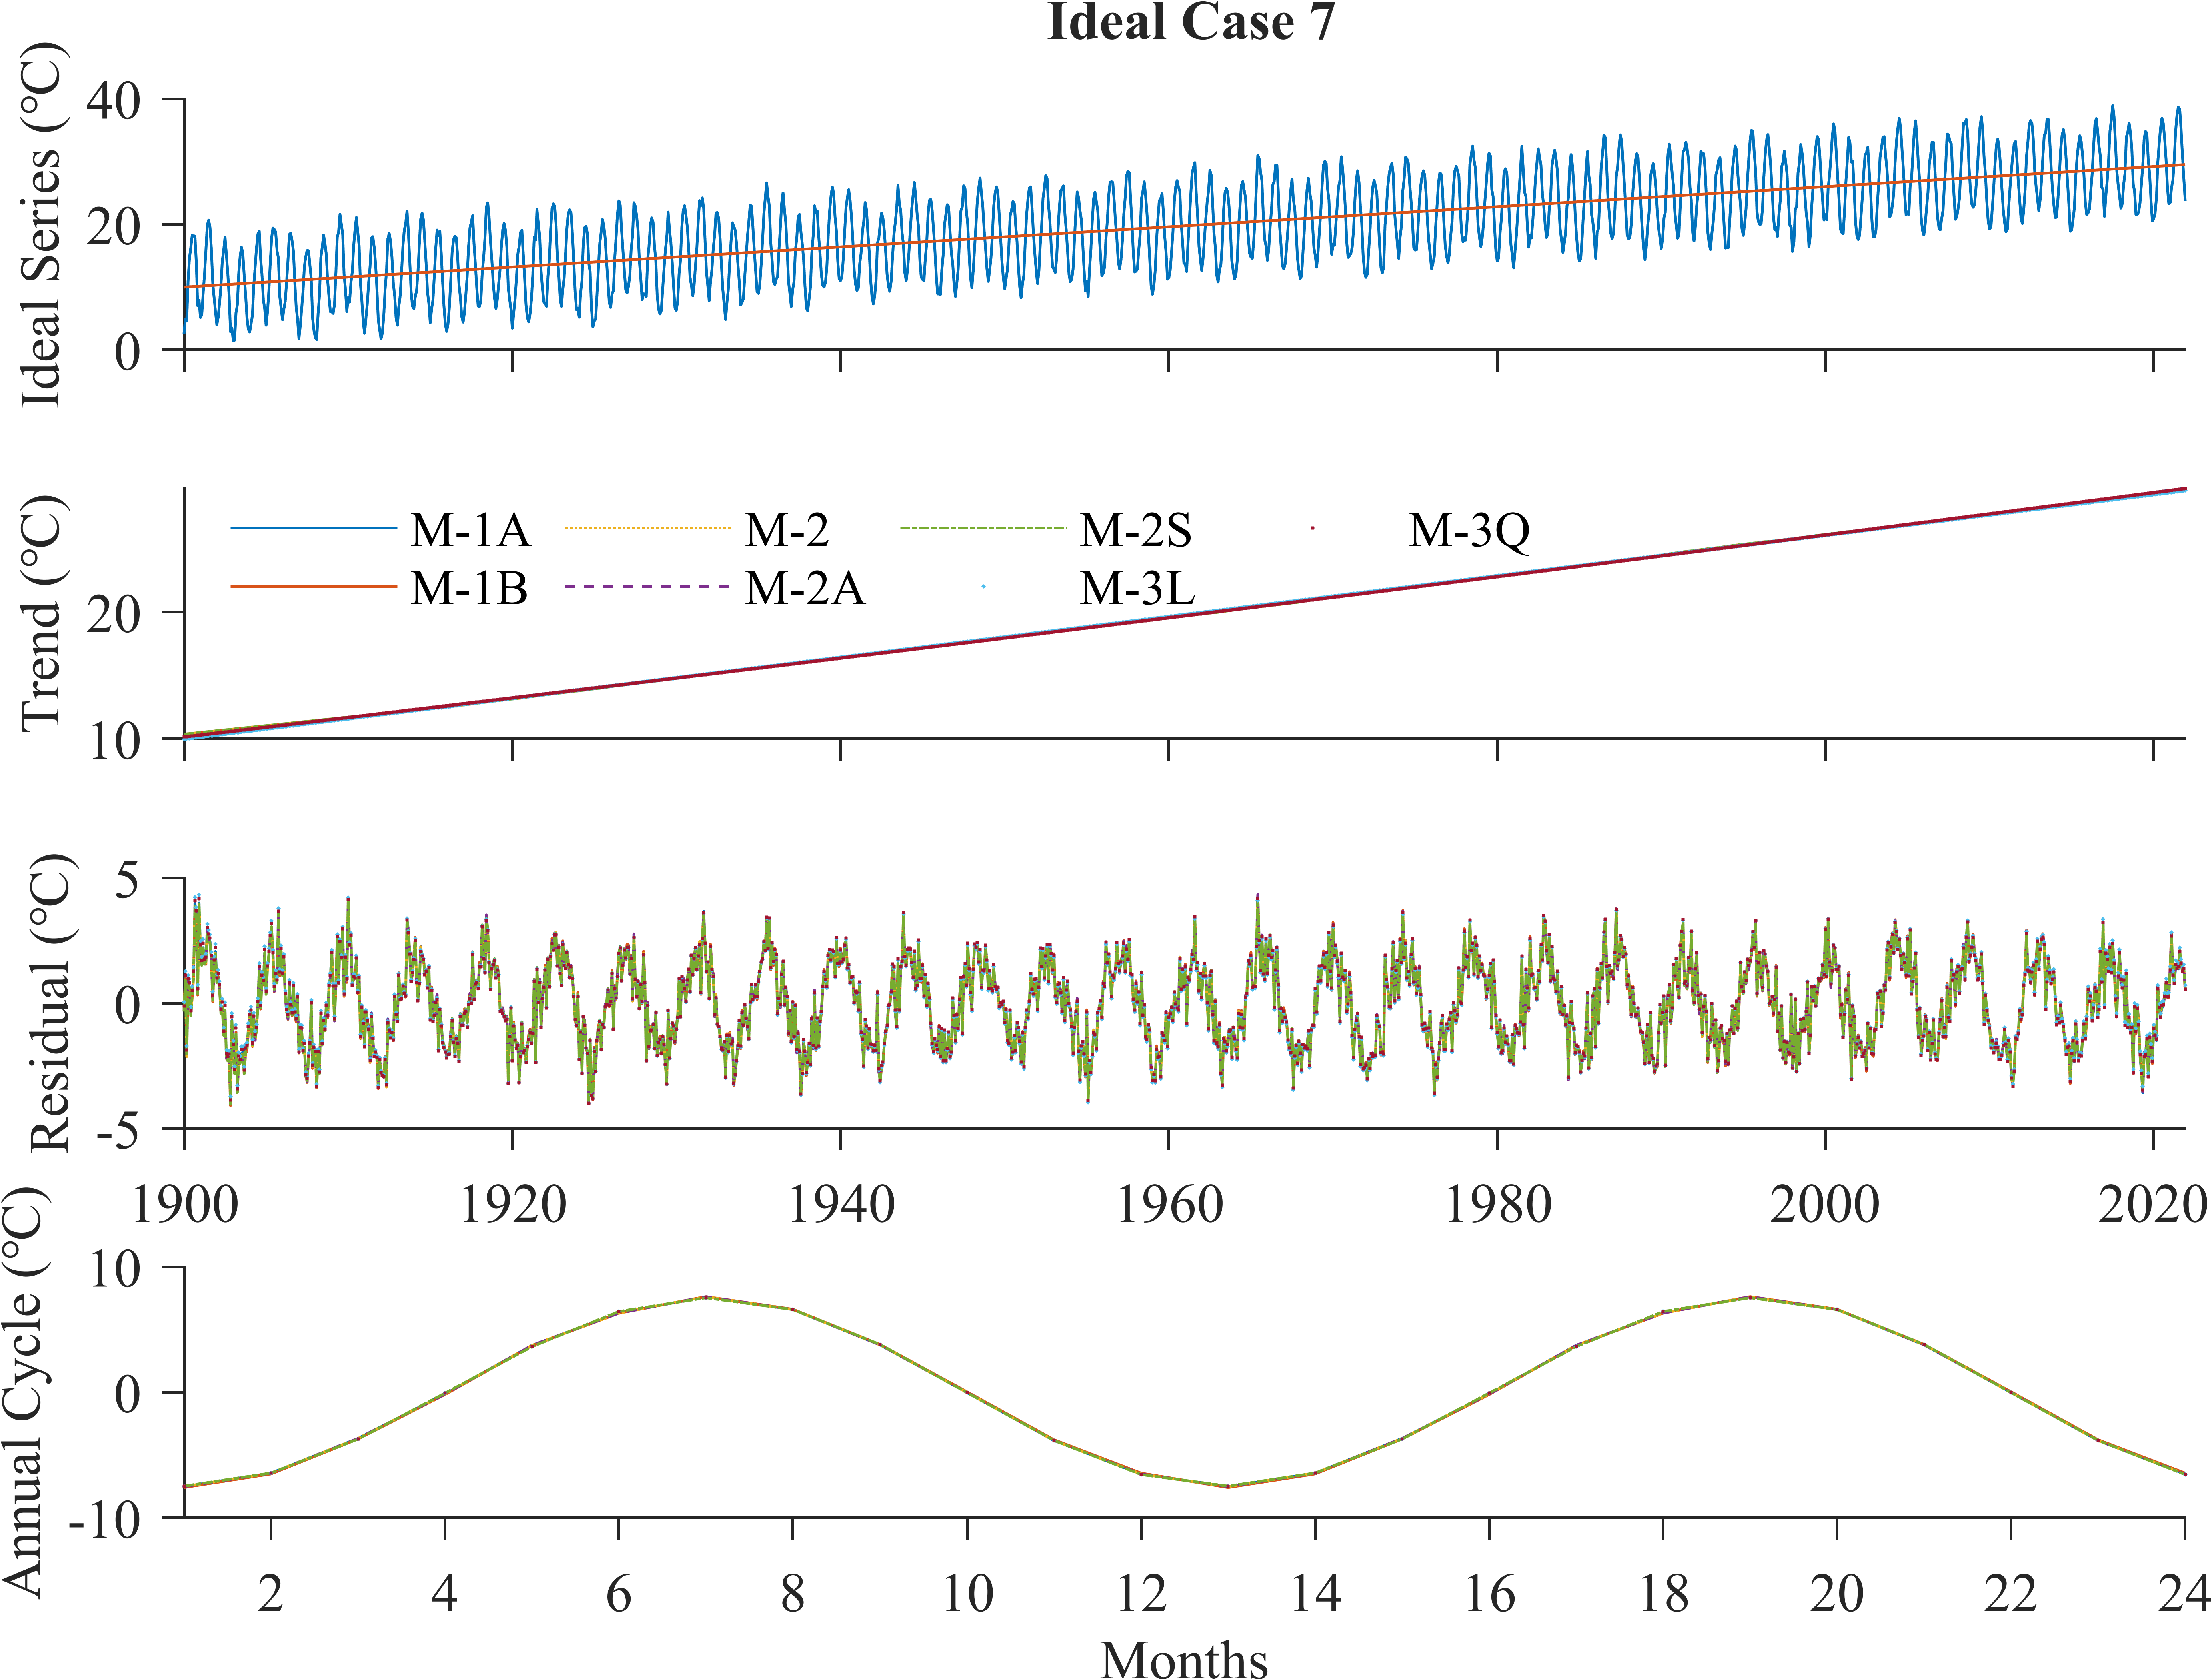 Ideal Case 7
Ideal Series (°C)
40
20
0
Trend (°C)
20
10
M-1A
M-2
M-2S
M-3Q
M-1B
M-2A
M-3L
Residual (°C)
5
0
-5
1900 1920 1940 1960 1980 2000 2020
Annual Cycle (°C)
10
0
-10
2 4 6 8 10 12 14 16 18 20 22 24
Months